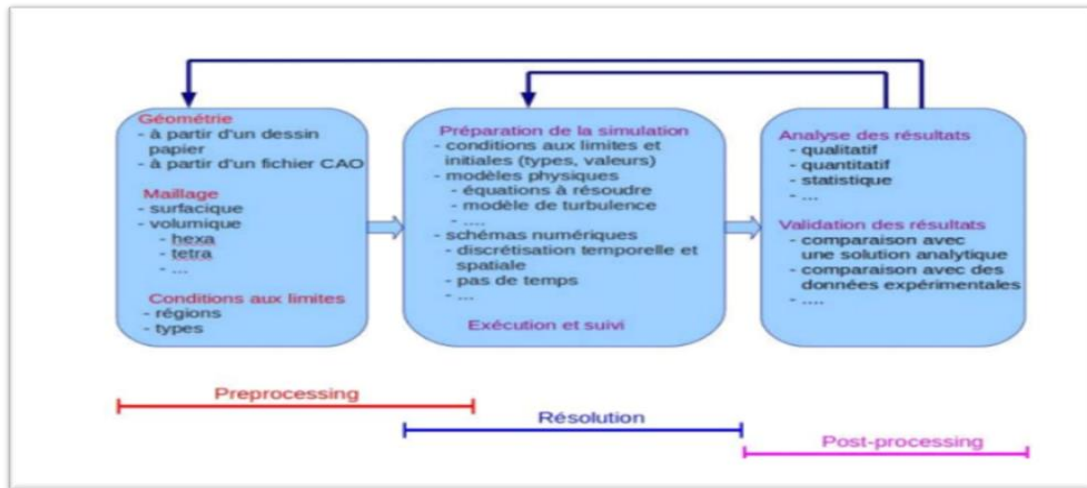 Géométrie
- à partir d'un dessin
papier
- à partir d'un fichier CAO
Maillage
- surfacique
- volumique
- hexa
- tetra
- ...
Conditions aux limites
- régions
- types
Préparation de la simulation
- conditions aux limites et
initiales (types, valeurs)
- modèles physiques
- équations à résoudre
- modèle de turbulence
- ....
- schémas numériques
- discrétisation temporelle et
spatiale
- pas de temps
- ...
Exécution et suivi
Analyse des résultats
- qualitatif
- quantitatif
- statistique
- ...
Validation des résultats
- comparaison avec
une solution analytique
- comparaison avec des
données expérimentales
- ....
Preprocessing
Résolution
Post-processing